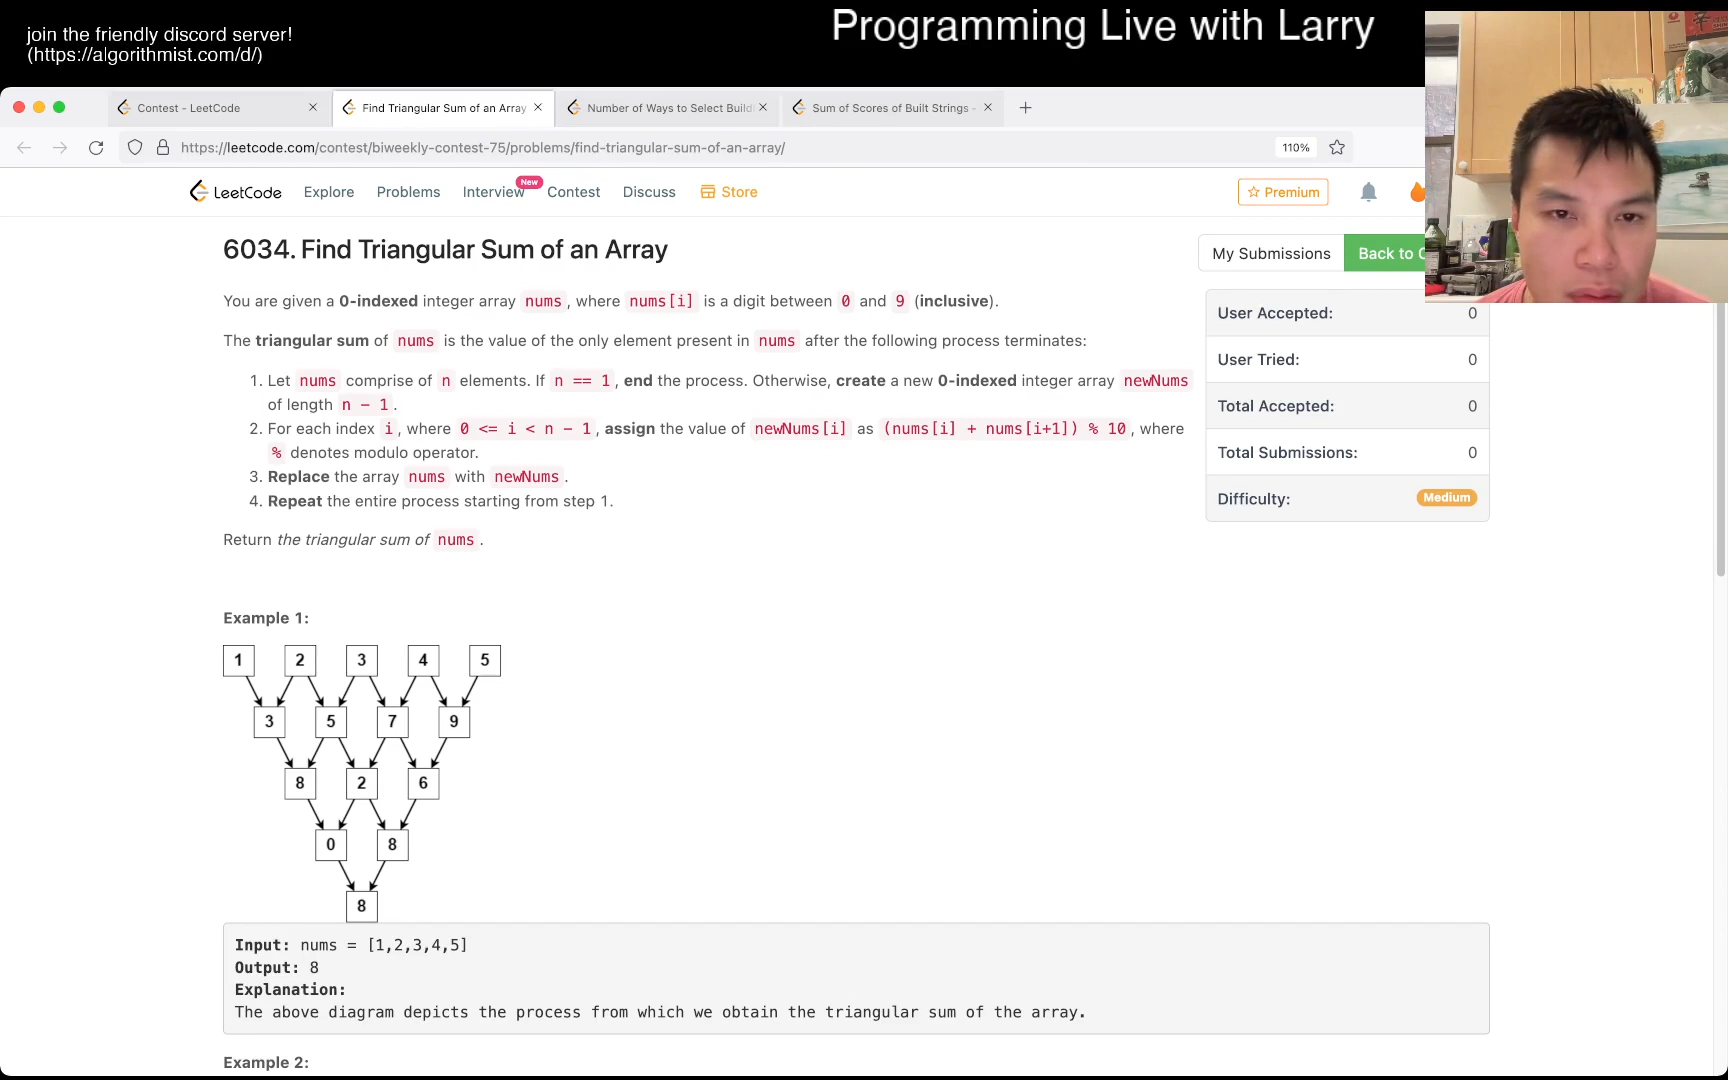 join the friendly discord server!
(https://algorithmist.com/d/)
Programming Live with Larry
Contest - LeetCode
Find Triangular Sum of an Array
Number of Ways to Select Build
Sum of Scores of Built Strings -
https://leetcode.com/contest/biweekly-contest-75/problems/find-triangular-sum-of-an-array/
110%
LeetCode
Explore
Problems
Interview
New
Contest
Discuss
Store
Premium
6034. Find Triangular Sum of an Array
My Submissions
Back to C
You are given a 0-indexed integer array nums, where nums[i] is a digit between 0 and 9 (inclusive).
The triangular sum of nums is the value of the only element present in nums after the following process terminates:
1. Let nums comprise of n elements. If n == 1, end the process. Otherwise, create a new 0-indexed integer array newNums
of length n - 1.
2. For each index i, where 0 <= i < n - 1, assign the value of newNums[i] as (nums[i] + nums[i+1]) % 10, where
% denotes modulo operator.
3. Replace the array nums with newNums.
4. Repeat the entire process starting from step 1.
Return the triangular sum of nums.
User Accepted: 0
User Tried: 0
Total Accepted: 0
Total Submissions: 0
Difficulty: Medium
Example 1:
1 2 3 4 5
3 5 7 9
8 2 6
0 8
8
Input: nums = [1,2,3,4,5]
Output: 8
Explanation:
The above diagram depicts the process from which we obtain the triangular sum of the array.
Example 2: